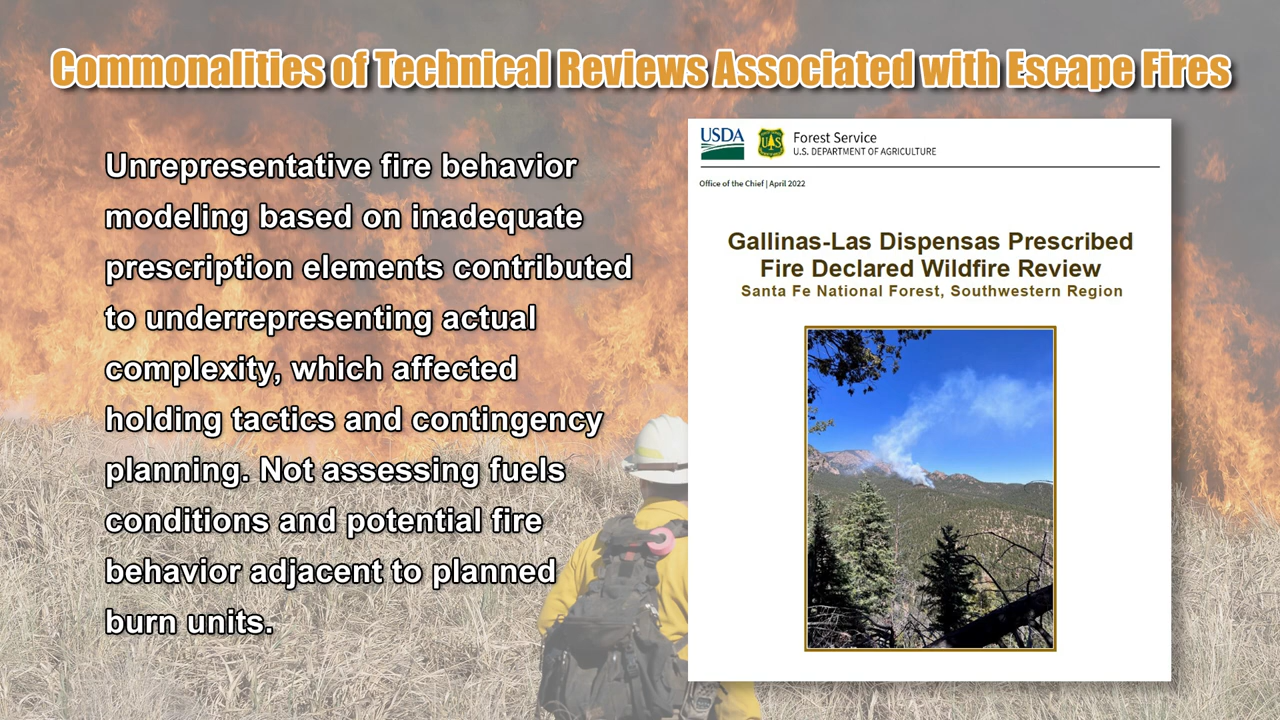 Commonalities of Technical Reviews Associated with Escape Fires
Unrepresentative fire behavior
modeling based on inadequate
prescription elements contributed
to underrepresenting actual
complexity, which affected
holding tactics and contingency
planning. Not assessing fuels
conditions and potential fire
behavior adjacent to planned
burn units.
USDA
UAS
Forest Service
U.S. DEPARTMENT OF AGRICULTURE
Office of the Chief | April 2022
Gallinas-Las Dispensas Prescribed
Fire Declared Wildfire Review
Santa Fe National Forest, Southwestern Region